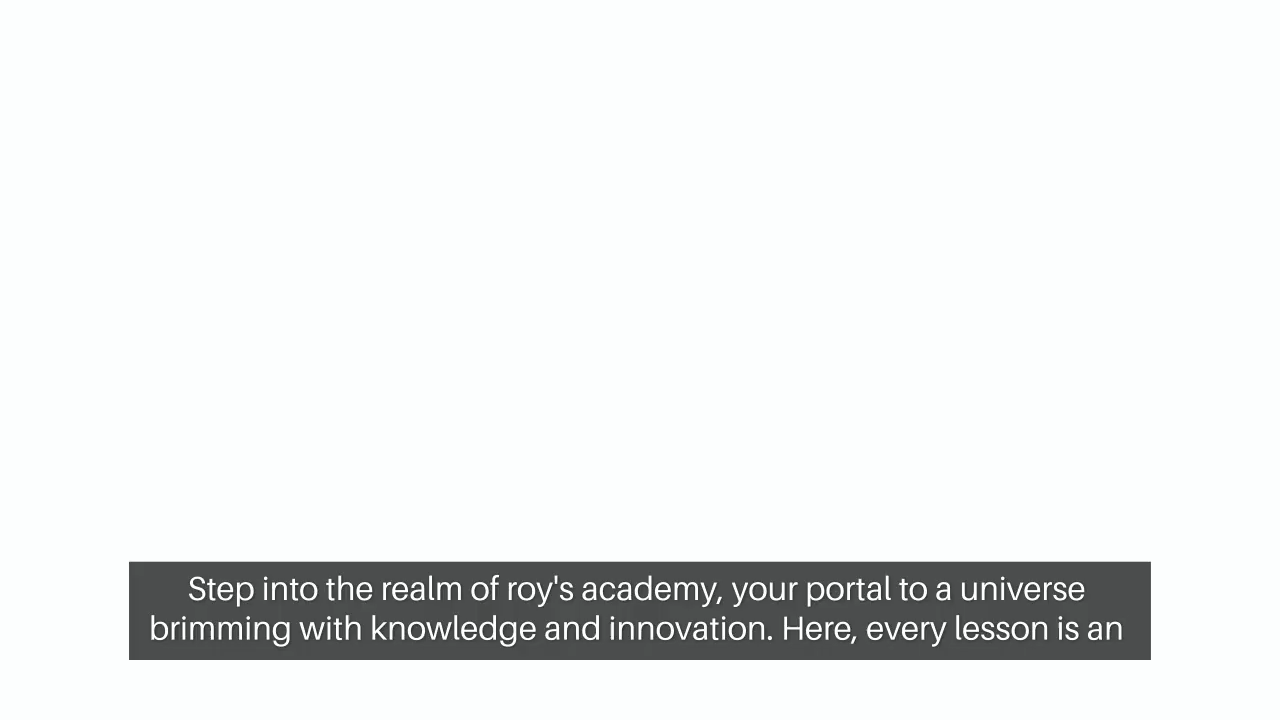 Step into the realm of roy's academy, your portal to a universe
brimming with knowledge and innovation. Here, every lesson is an